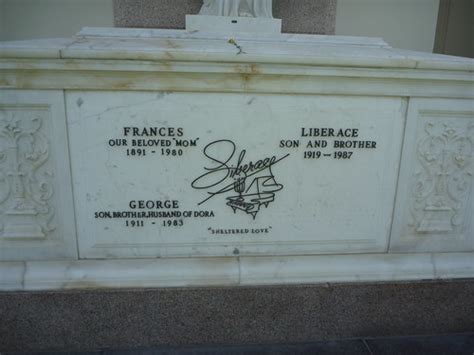 FRANCES
OUR BELOVED "MOM"
1891 - 1980
LIBERACE
SON AND BROTHER
1919 - 1987
Liberace
GEORGE
SON, BROTHER, HUSBAND OF DORA
1911 - 1983
"SHELTERED LOVE"